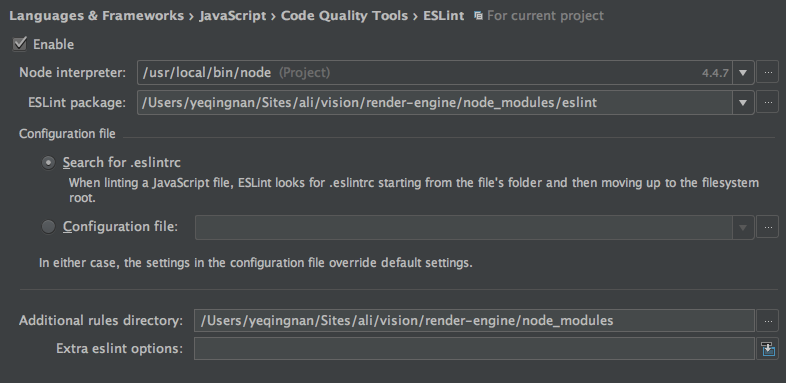 Languages & Frameworks › JavaScript › Code Quality Tools › ESLint For current project
Enable
Node interpreter: /usr/local/bin/node (Project) 4.4.7 ...
ESLint package: /Users/yeqingnan/Sites/ali/vision/render-engine/node_modules/eslint ...
Configuration file
Search for .eslintrc
When linting a JavaScript file, ESLint looks for .eslintrc starting from the file's folder and then moving up to the filesystem
root.
Configuration file: ...
In either case, the settings in the configuration file override default settings.
Additional rules directory: /Users/yeqingnan/Sites/ali/vision/render-engine/node_modules ...
Extra eslint options: